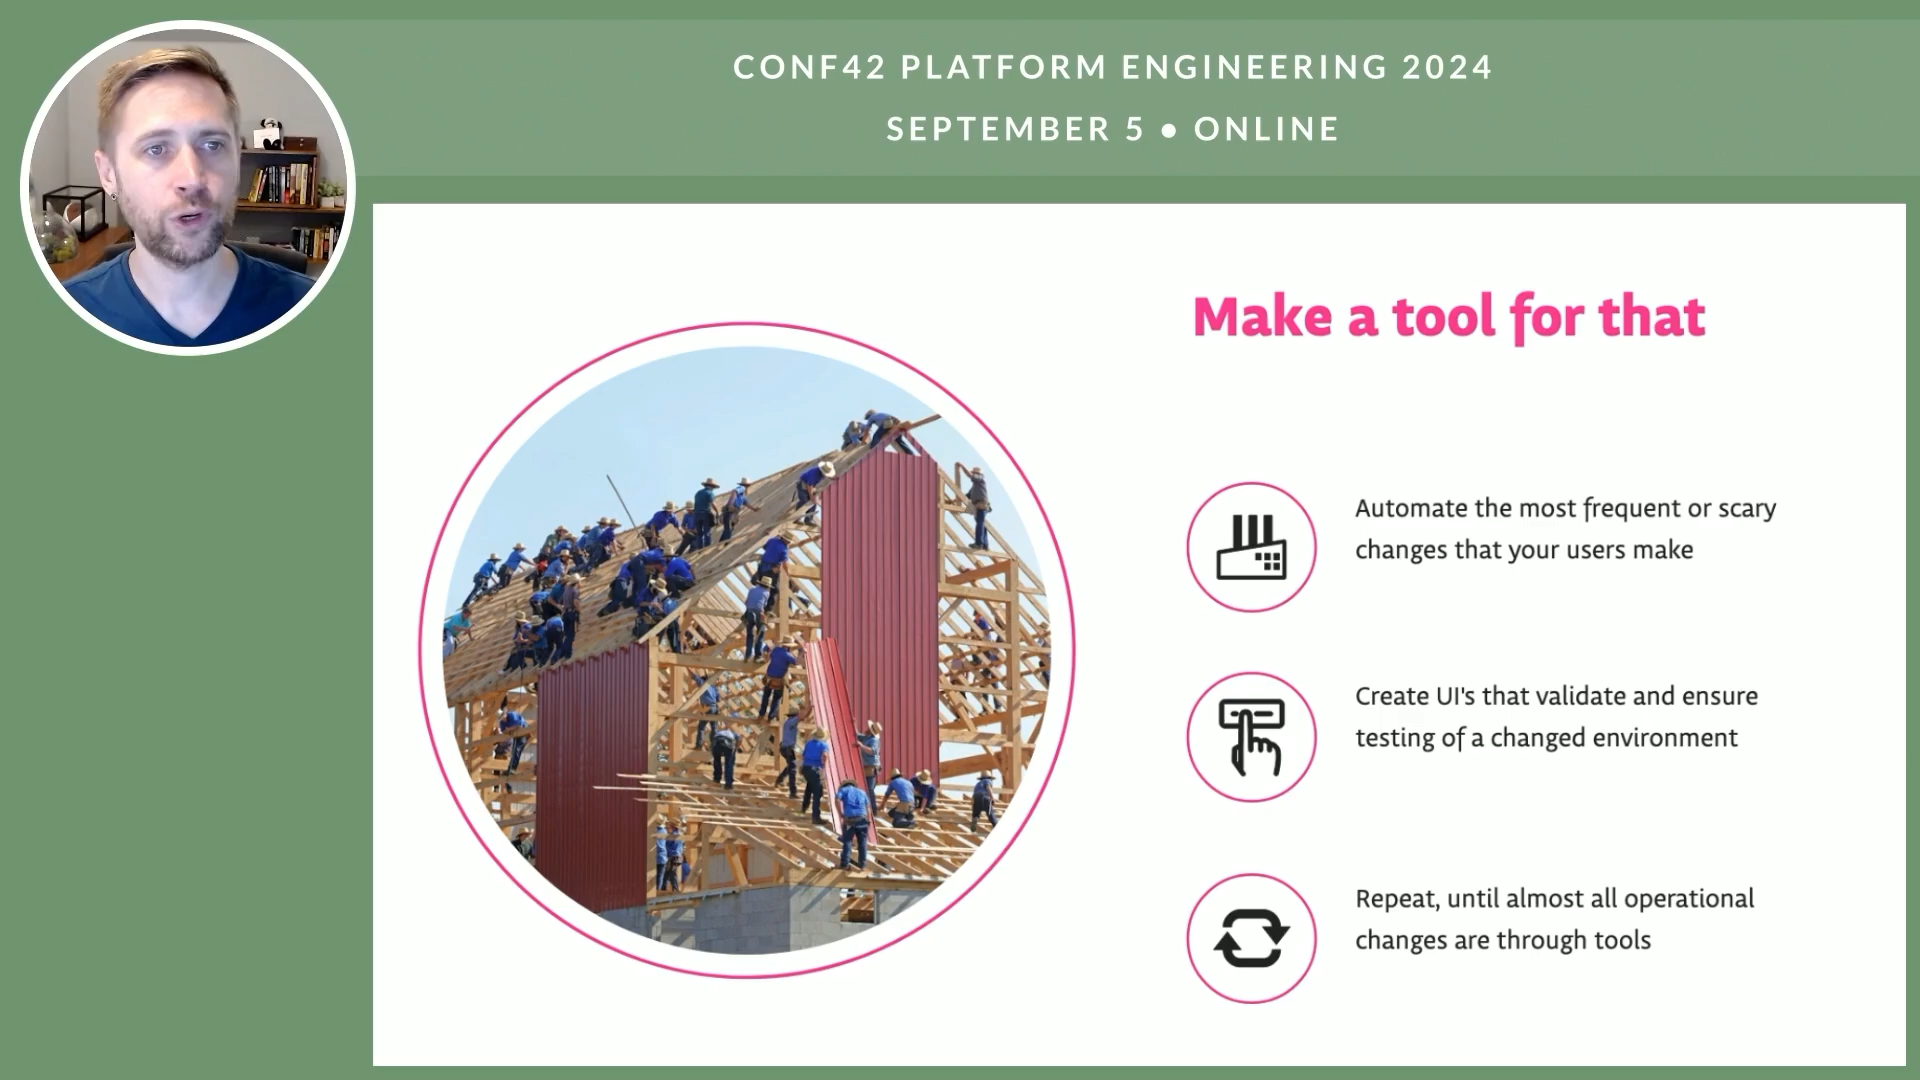 CONF42 PLATFORM ENGINEERING 2024
SEPTEMBER 5 ● ONLINE
Make a tool for that
Automate the most frequent or scary
changes that your users make
Create UI's that validate and ensure
testing of a changed environment
Repeat, until almost all operational
changes are through tools